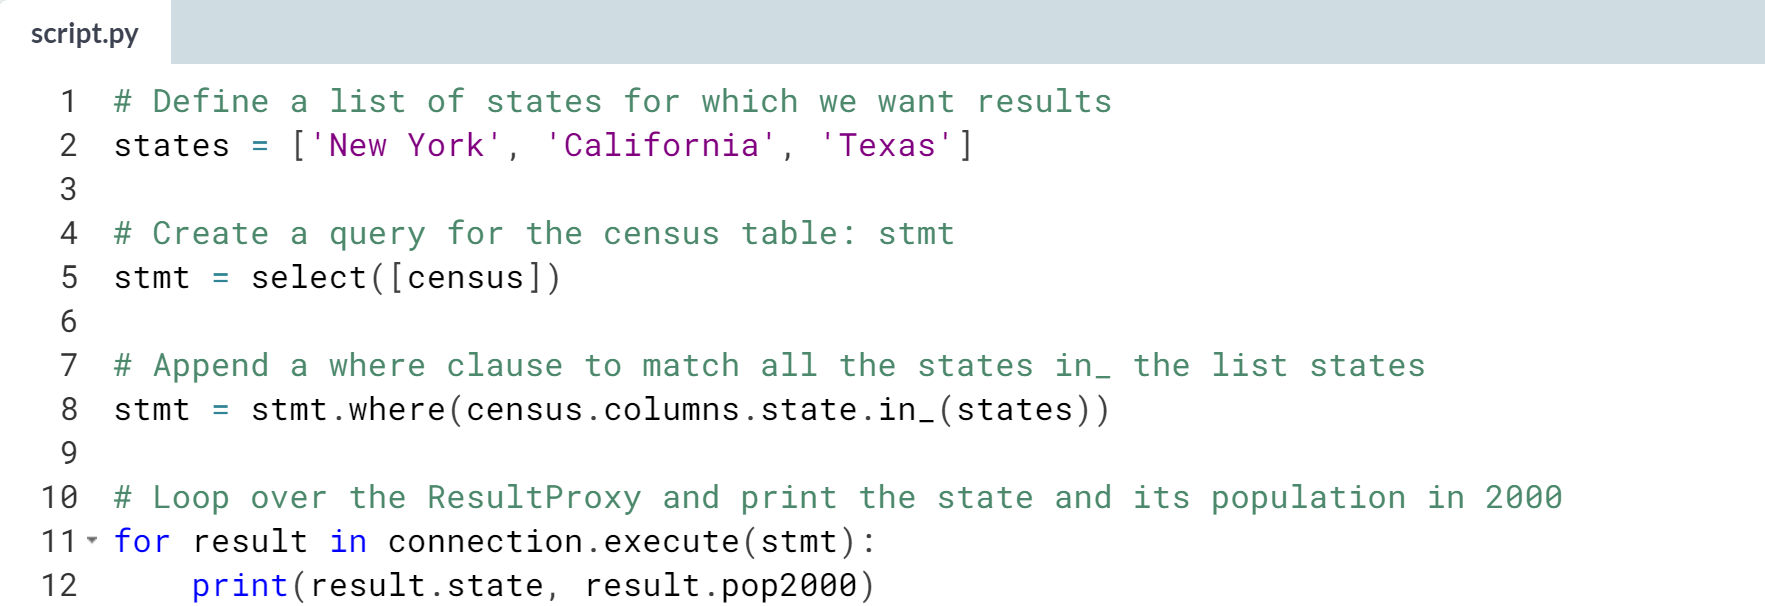 script.py
1 # Define a list of states for which we want results
2 states = ['New York', 'California', 'Texas']
3
4 # Create a query for the census table: stmt
5 stmt = select([census])
6
7 # Append a where clause to match all the states in_ the list states
8 stmt = stmt.where(census.columns.state.in_(states))
9
10 # Loop over the ResultProxy and print the state and its population in 2000
11 for result in connection.execute(stmt):
12     print(result.state, result.pop2000)